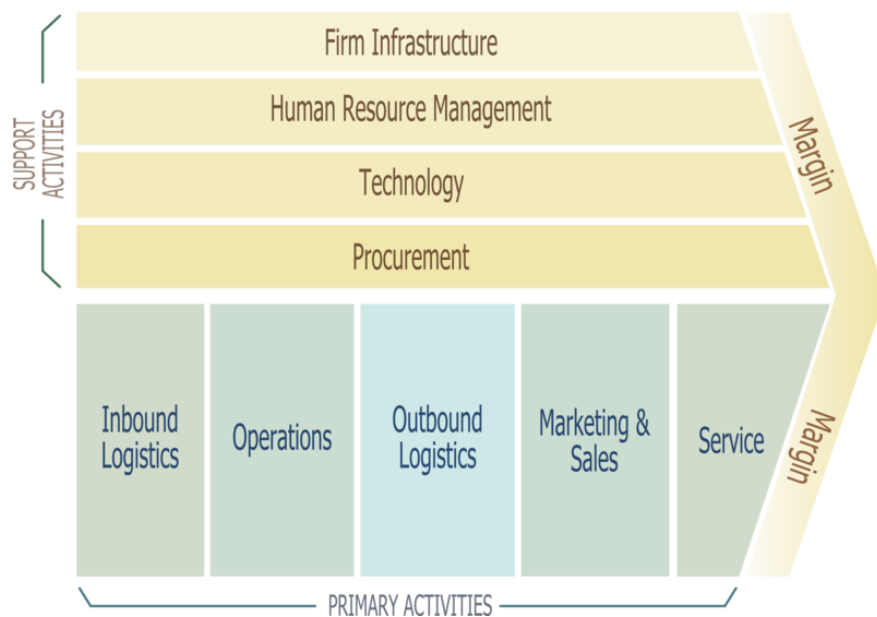 SUPPORT
ACTIVITIES
Firm Infrastructure
Human Resource Management
Technology
Procurement
Margin
Inbound
Logistics
Operations
Outbound
Logistics
Marketing &
Sales
Service
Margin
PRIMARY ACTIVITIES